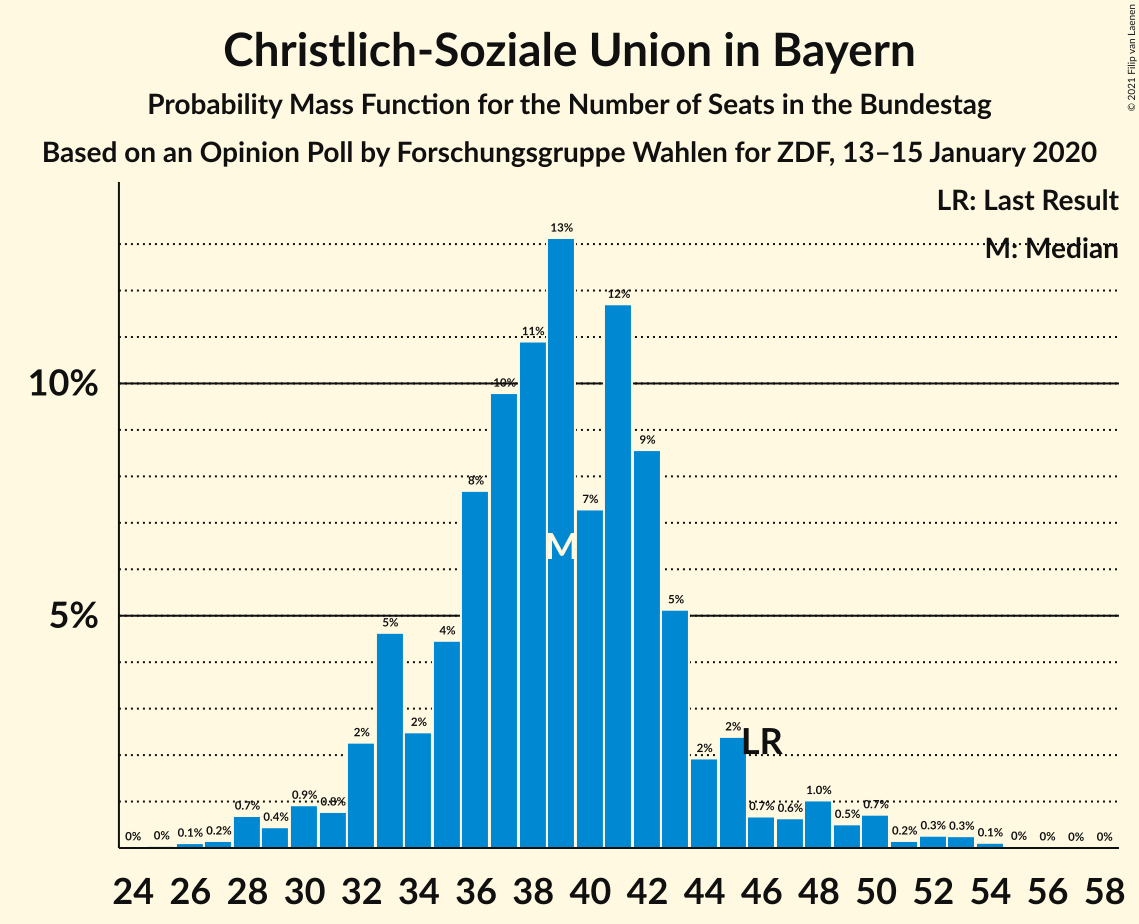 Christlich-Soziale Union in Bayern
Probability Mass Function for the Number of Seats in the Bundestag
Based on an Opinion Poll by Forschungsgruppe Wahlen for ZDF, 13–15 January 2020
© 2021 Filip van Laenen
LR: Last Result
M: Median
10%
5%
0% 0% 0.1% 0.2% 0.7% 0.4% 0.9% 0.8% 2% 5% 2% 4% 8% 10% 11% 13% 7% 12% 9% 5% 2% 2% 0.7% 0.6% 1.0% 0.5% 0.7% 0.2% 0.3% 0.3% 0.1% 0% 0% 0% 0%
M
LR
24 26 28 30 32 34 36 38 40 42 44 46 48 50 52 54 56 58